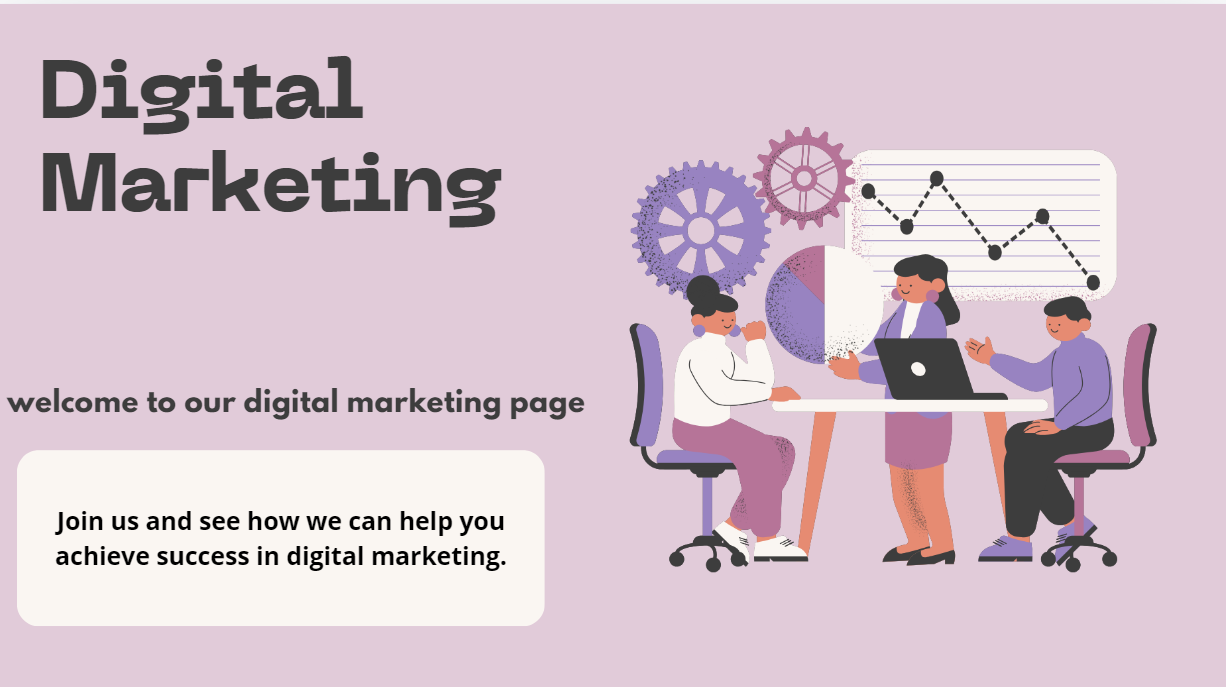 Digital
Marketing
welcome to our digital marketing page
Join us and see how we can help you
achieve success in digital marketing.